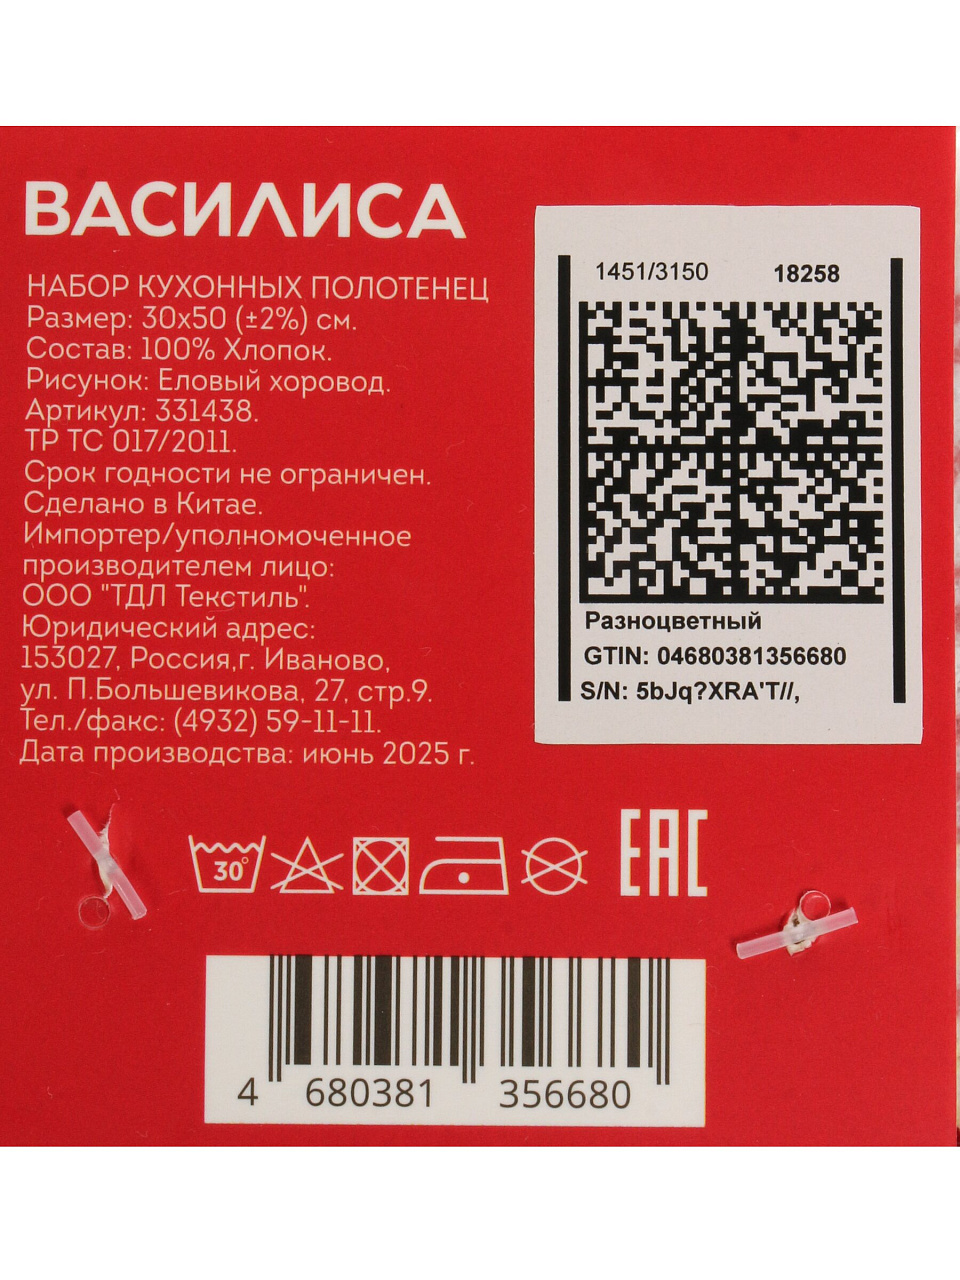 ВАСИЛИСА
НАБОР КУХОННЫХ ПОЛОТЕНЕЦ
Размер: 30х50 (±2%) см.
Состав: 100% Хлопок.
Рисунок: Еловый хоровод.
Артикул: 331438.
ТР ТС 017/2011.
Срок годности не ограничен.
Сделано в Китае.
Импортер/уполномоченное
производителем лицо:
ООО "ТДЛ Текстиль".
Юридический адрес:
153027, Россия,г. Иваново,
ул. П.Большевикова, 27, стр.9.
Тел./факс: (4932) 59-11-11.
Дата производства: июнь 2025 г.
1451/3150 18258
Разноцветный
GTIN: 04680381356680
S/N: 5bJq?XRA'T//,
30°
EAC
4 680381 356680